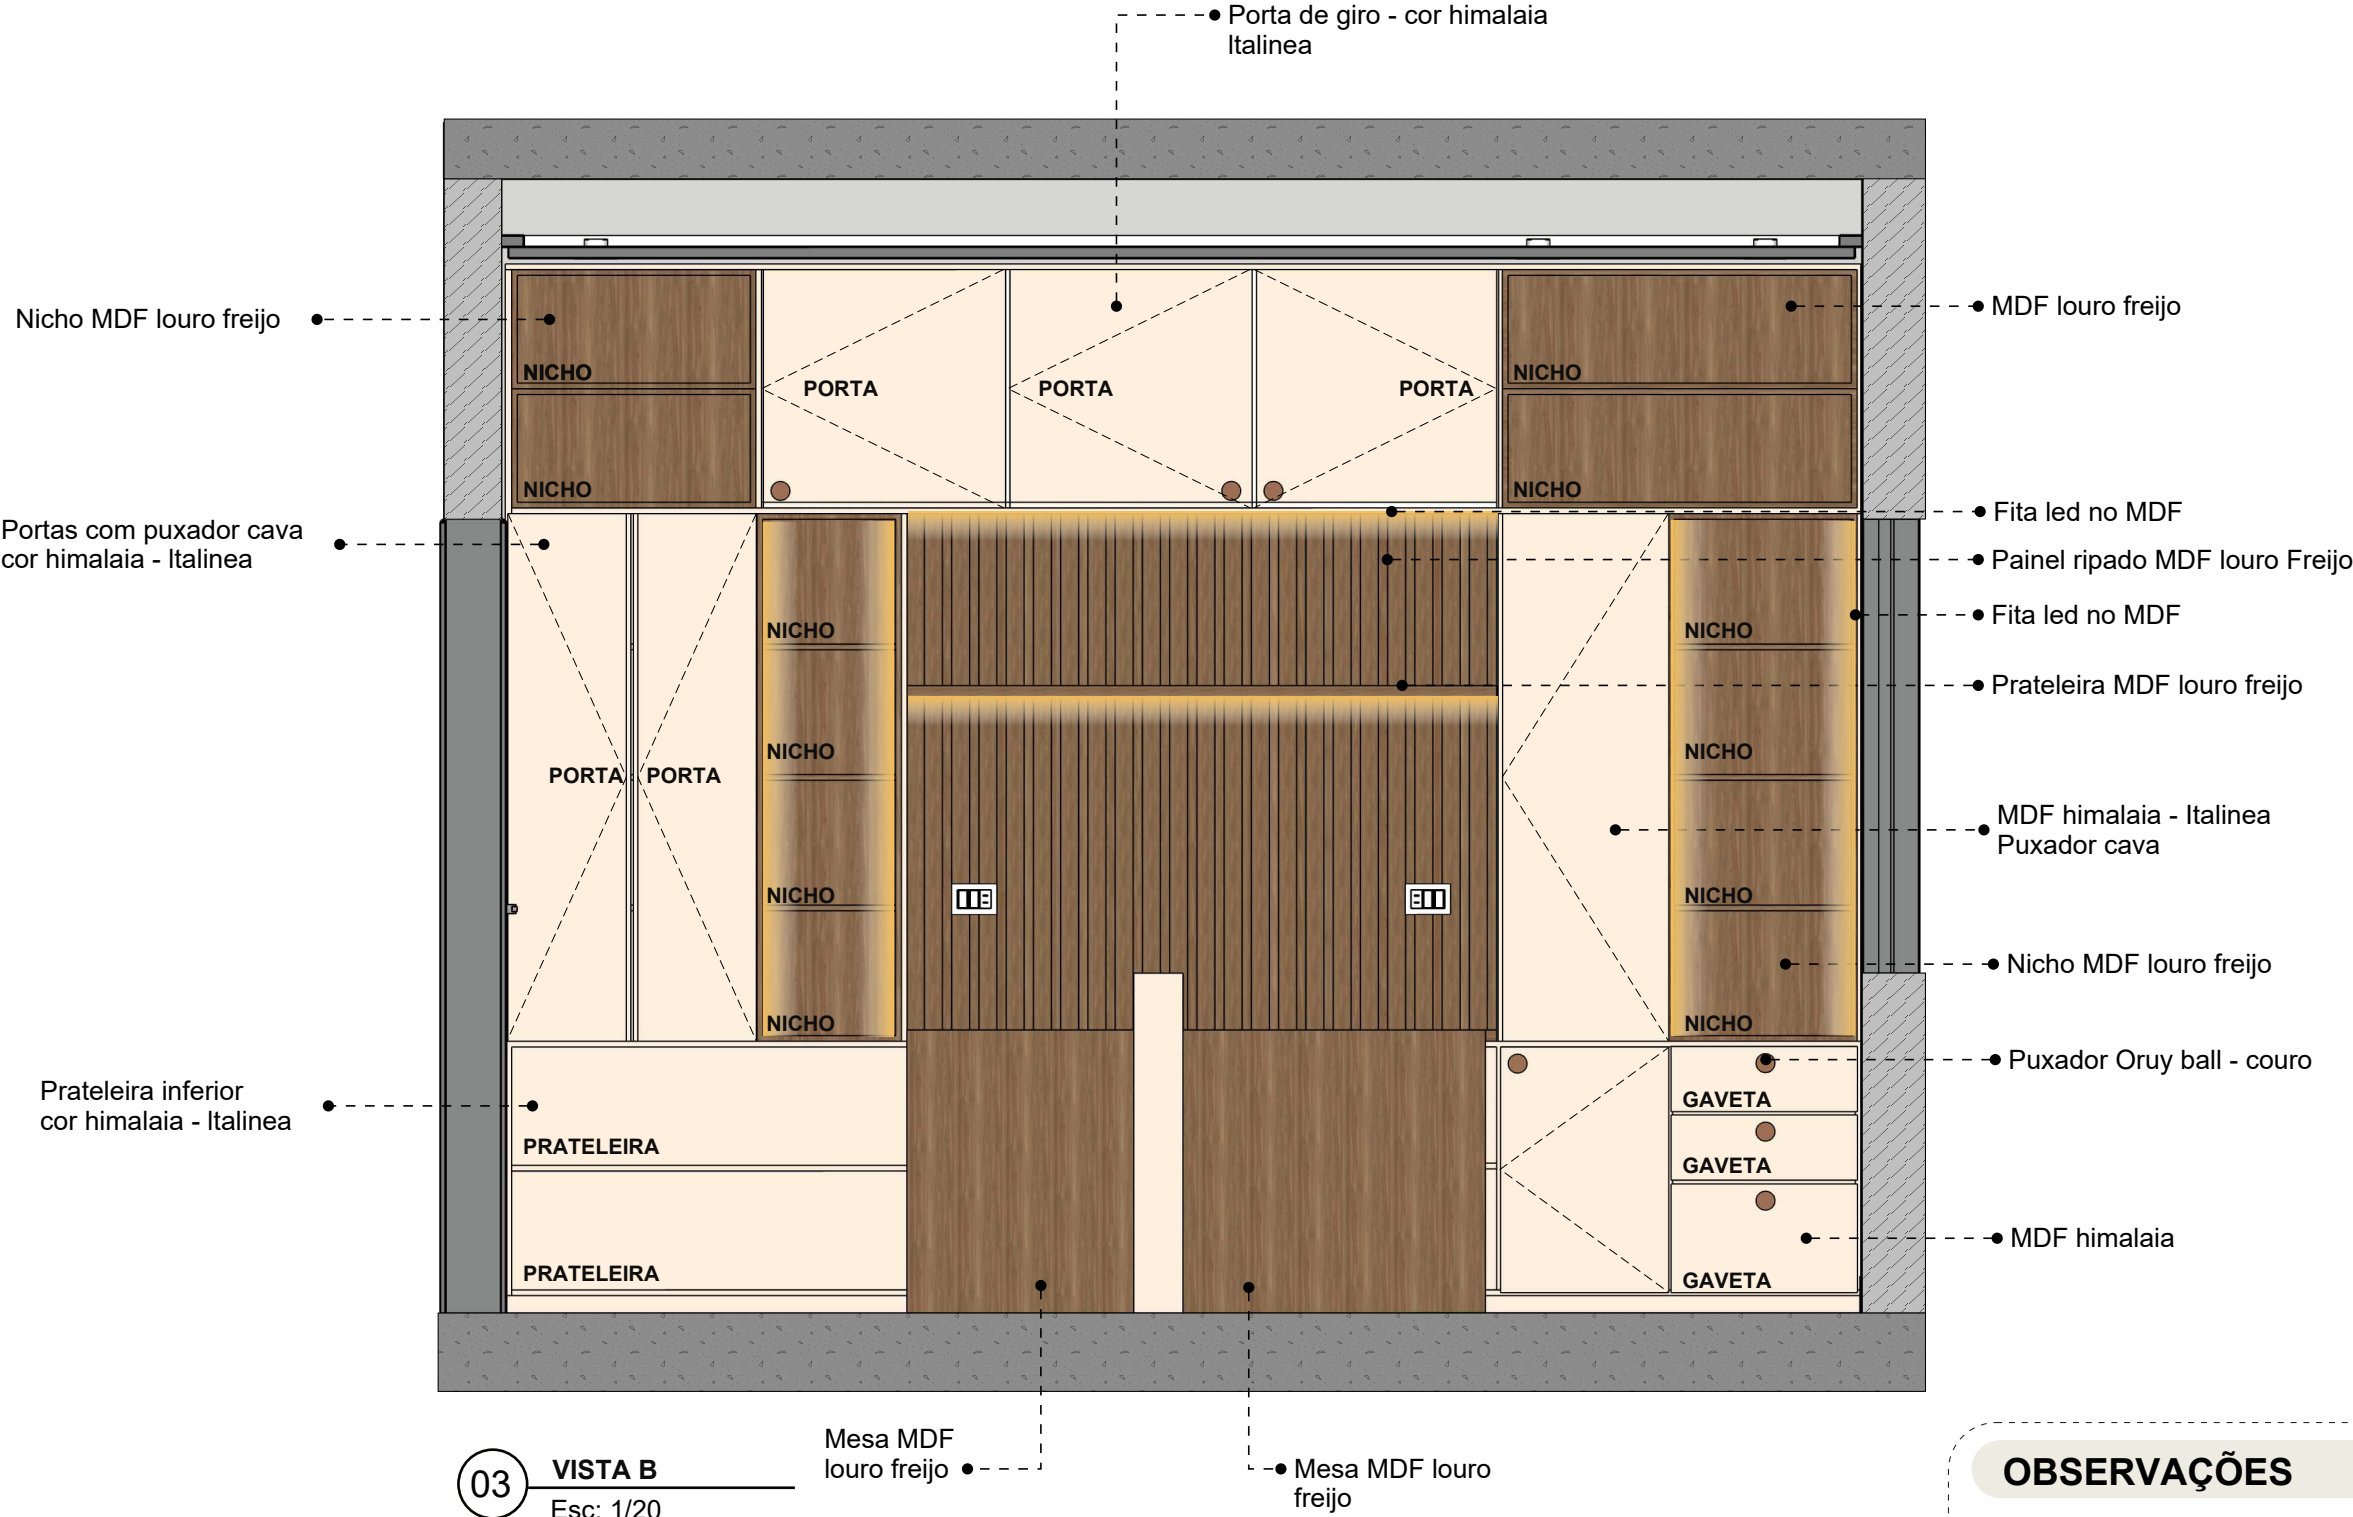 Porta de giro - cor himalaia
Italinea
Nicho MDF louro freijo
MDF louro freijo
NICHO
PORTA
PORTA
PORTA
NICHO
NICHO
NICHO
Portas com puxador cava
cor himalaia - Italinea
Fita led no MDF
Painel ripado MDF louro Freijo
Fita led no MDF
NICHO
NICHO
Prateleira MDF louro freijo
NICHO
NICHO
PORTA
PORTA
MDF himalaia - Italinea
Puxador cava
NICHO
NICHO
Nicho MDF louro freijo
NICHO
NICHO
Puxador Oruy ball - couro
Prateleira inferior
cor himalaia - Italinea
GAVETA
PRATELEIRA
GAVETA
MDF himalaia
PRATELEIRA
GAVETA
Mesa MDF
louro freijo
Mesa MDF louro
freijo
03
VISTA B
Esc: 1/20
OBSERVAÇÕES